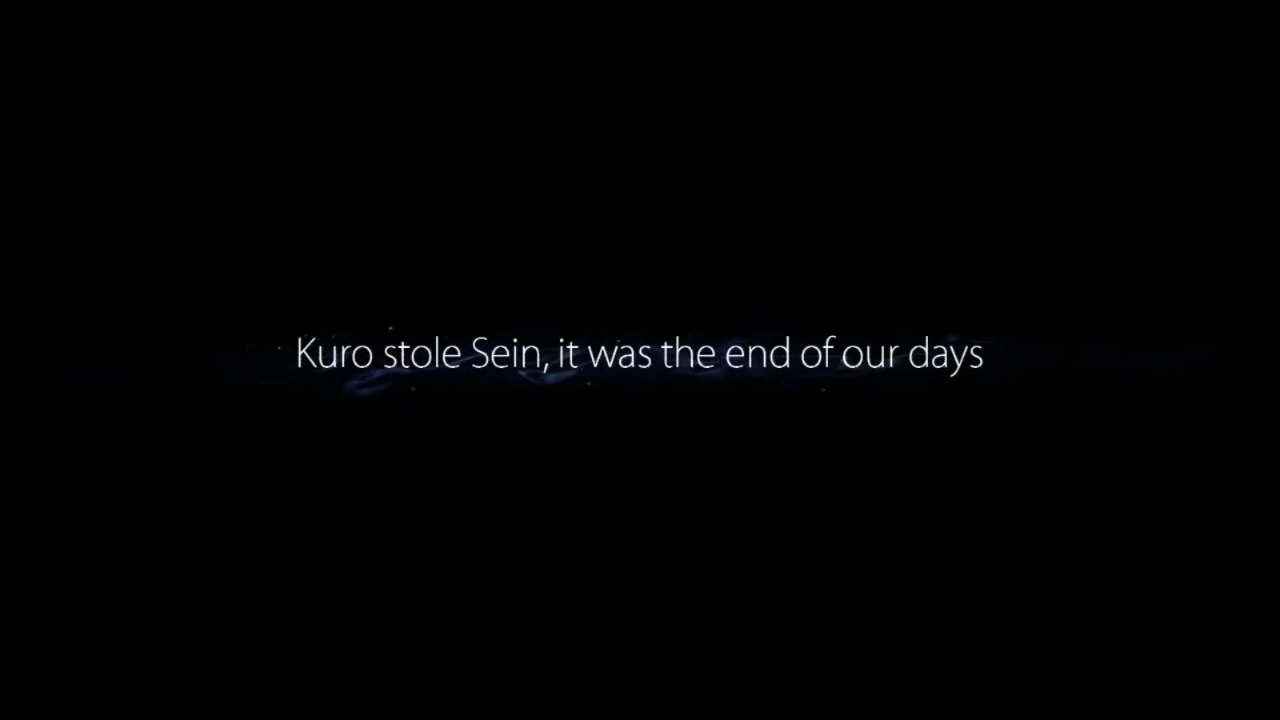 Kuro stole Sein, it was the end of our days